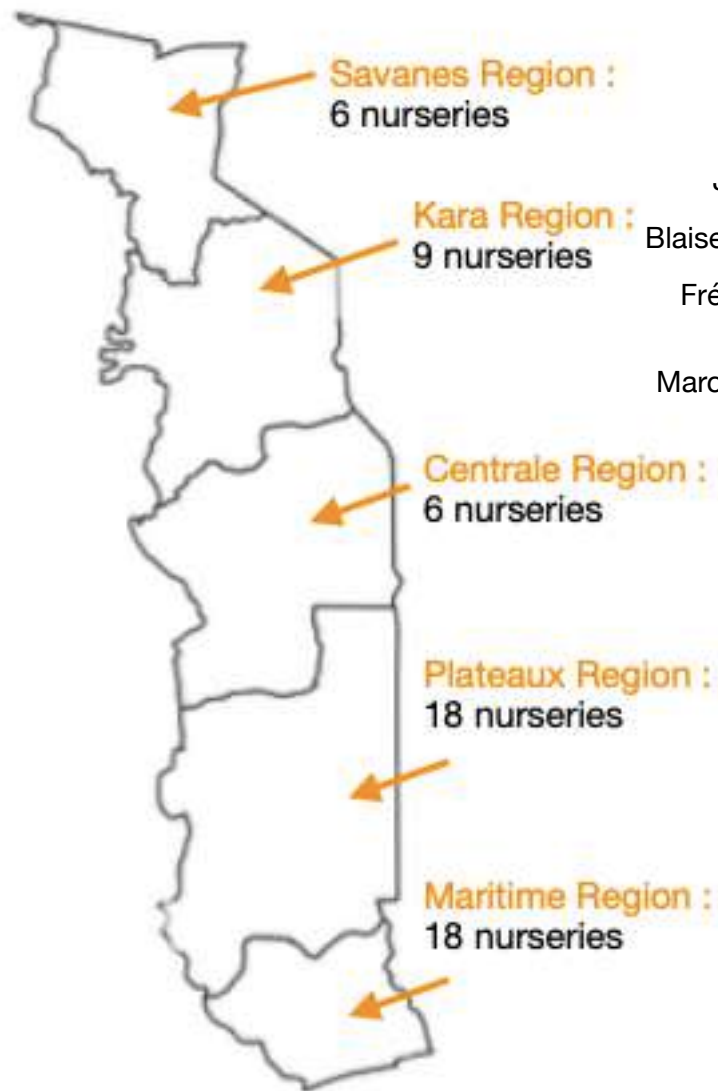 Savanes Region :
6 nurseries
Kara Region :
9 nurseries
Blaise
Centrale Region :
6 nurseries
Plateaux Region :
18 nurseries
Maritime Region :
18 nurseries